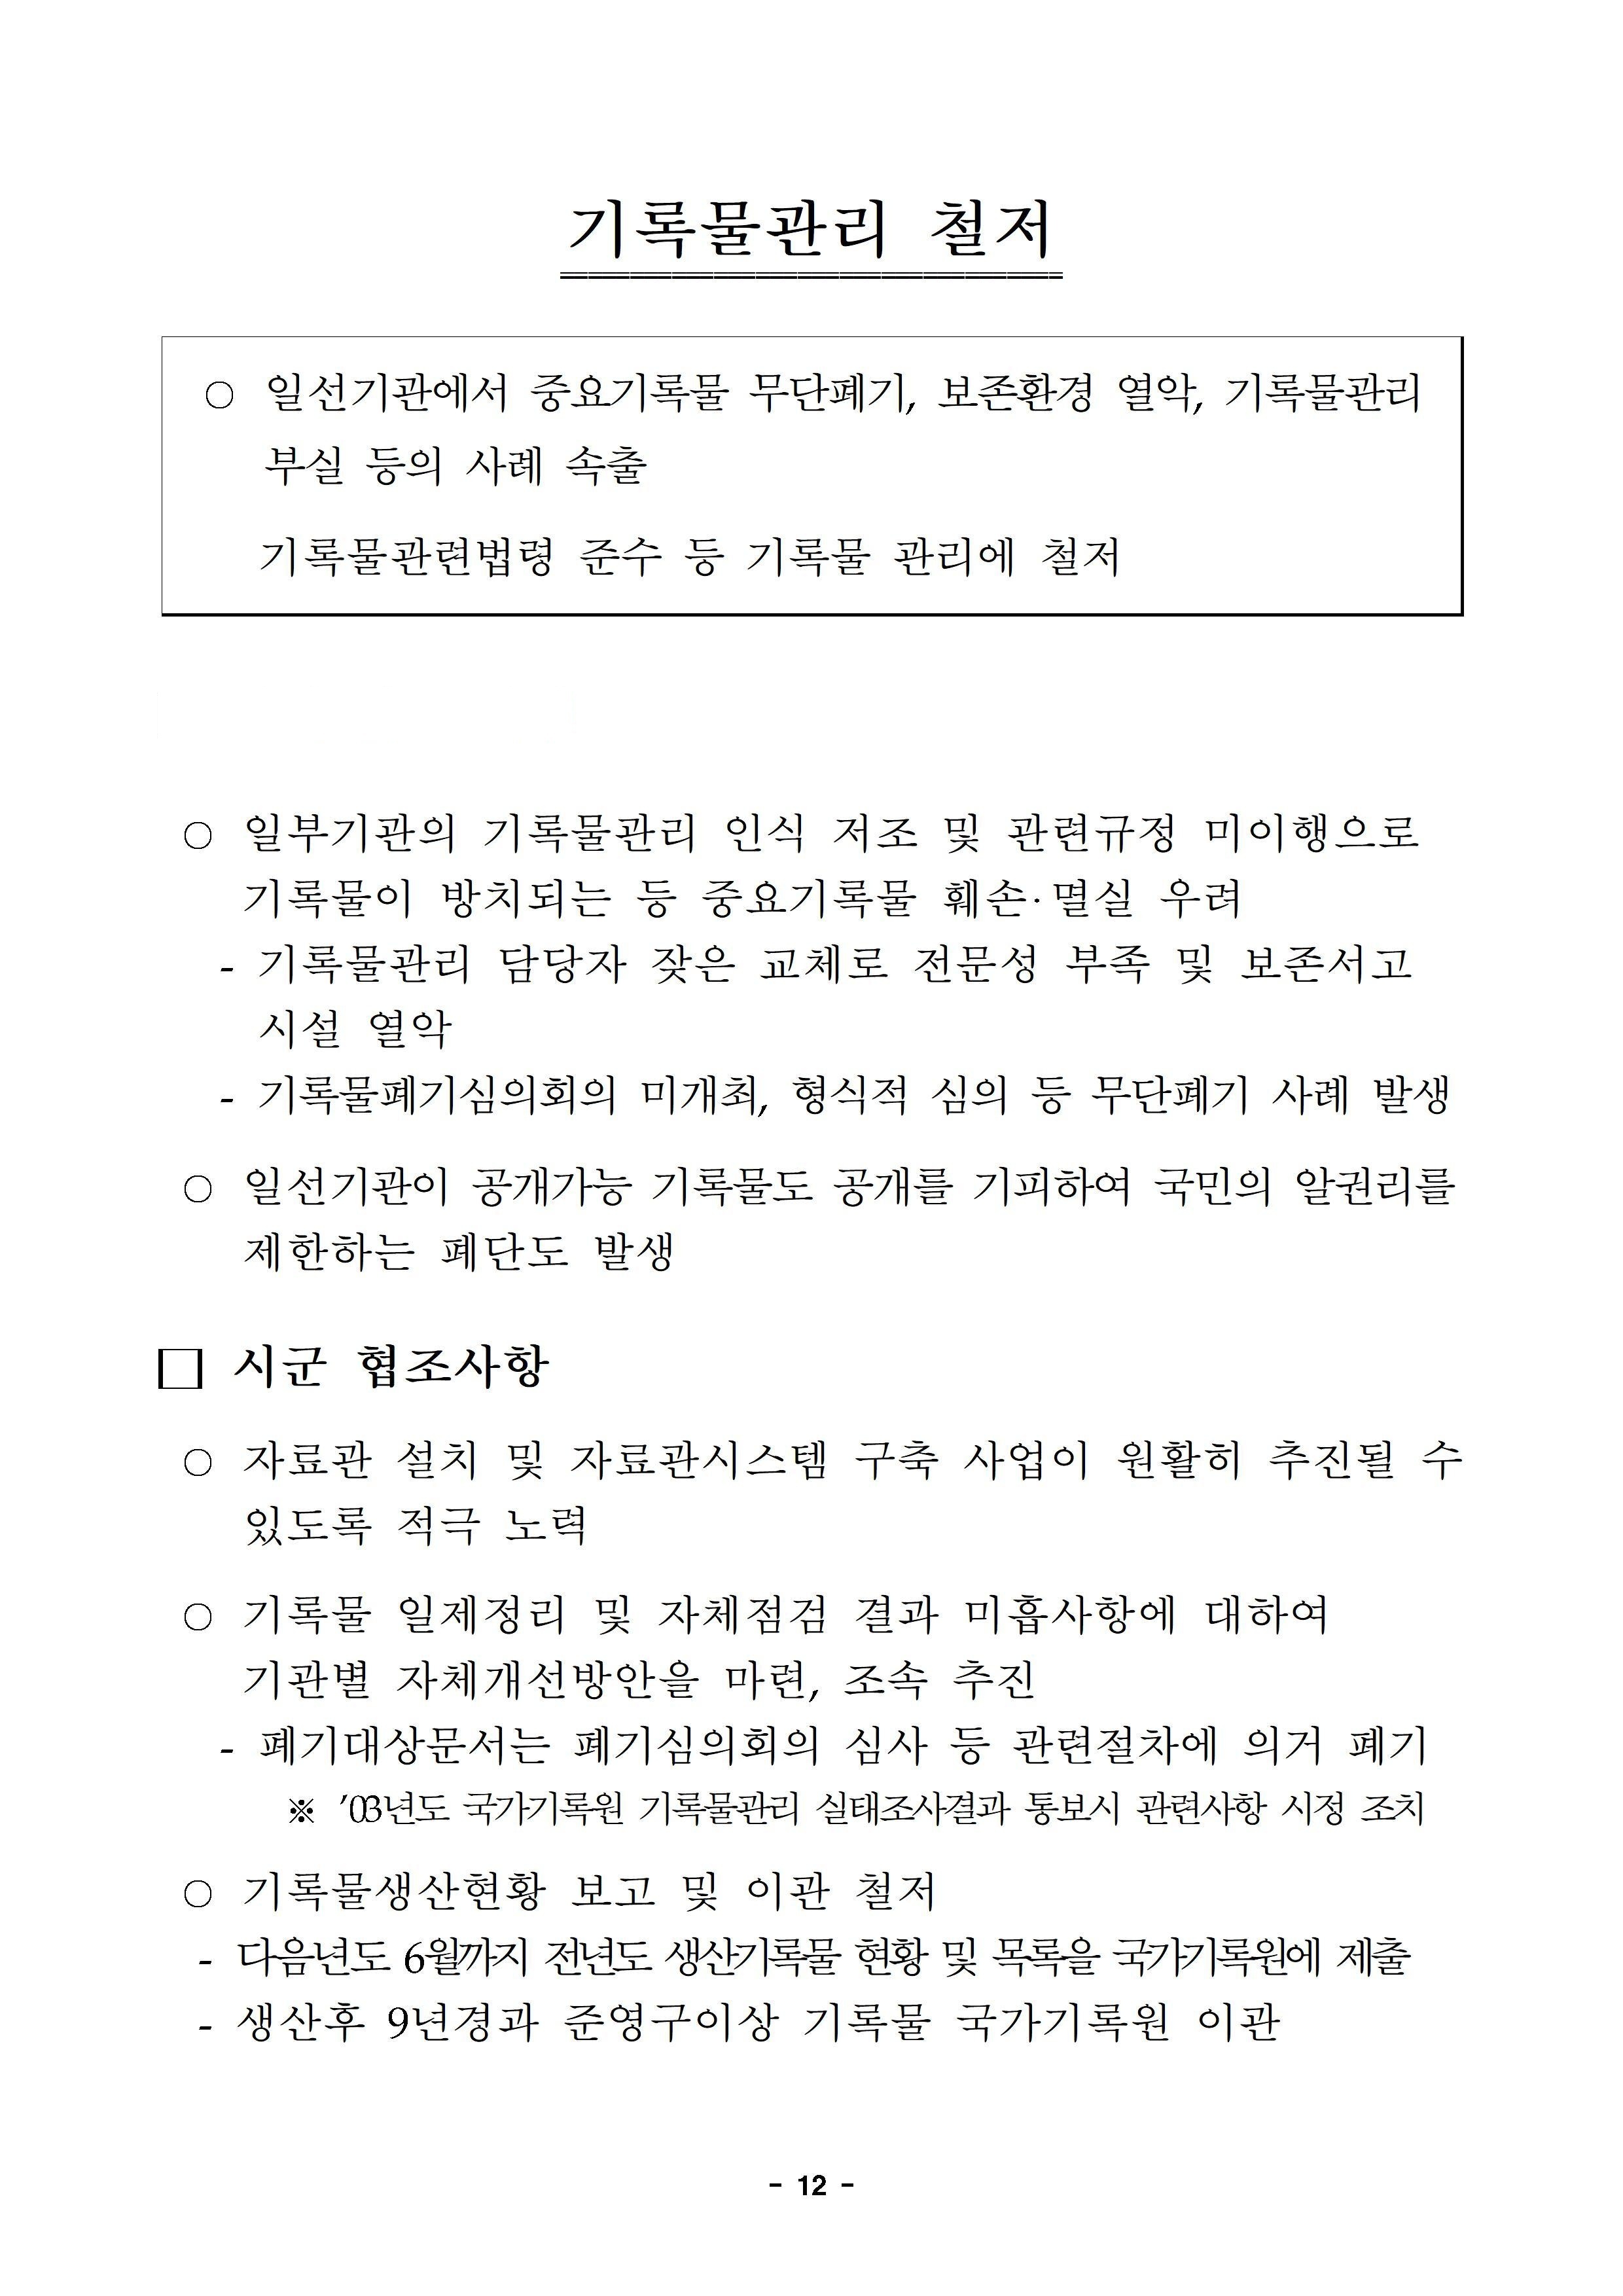 기록물관리 철저
○ 일선기관에서 중요기록물 무단폐기, 보존환경 열악, 기록물관리
부실 등의 사례 속출
기록물관련법령 준수 등 기록물 관리에 철저
○ 일부기관의 기록물관리 인식 저조 및 관련규정 미이행으로
기록물이 방치되는 등 중요기록물 훼손·멸실 우려
- 기록물관리 담당자 잦은 교체로 전문성 부족 및 보존서고
시설 열악
- 기록물폐기심의회의 미개최, 형식적 심의 등 무단폐기 사례 발생
○ 일선기관이 공개가능 기록물도 공개를 기피하여 국민의 알권리를
제한하는 폐단도 발생
□ 시군 협조사항
○ 자료관 설치 및 자료관시스템 구축 사업이 원활히 추진될 수
있도록 적극 노력
○ 기록물 일제정리 및 자체점검 결과 미흡사항에 대하여
기관별 자체개선방안을 마련, 조속 추진
- 폐기대상문서는 폐기심의회의 심사 등 관련절차에 의거 폐기
※ '03년도 국가기록원 기록물관리 실태조사결과 통보시 관련사항 시정 조치
○ 기록물생산현황 보고 및 이관 철저
- 다음년도 6월까지 전년도 생산기록물 현황 및 목록을 국가기록원에 제출
- 생산후 9년경과 준영구이상 기록물 국가기록원 이관
- 12 -